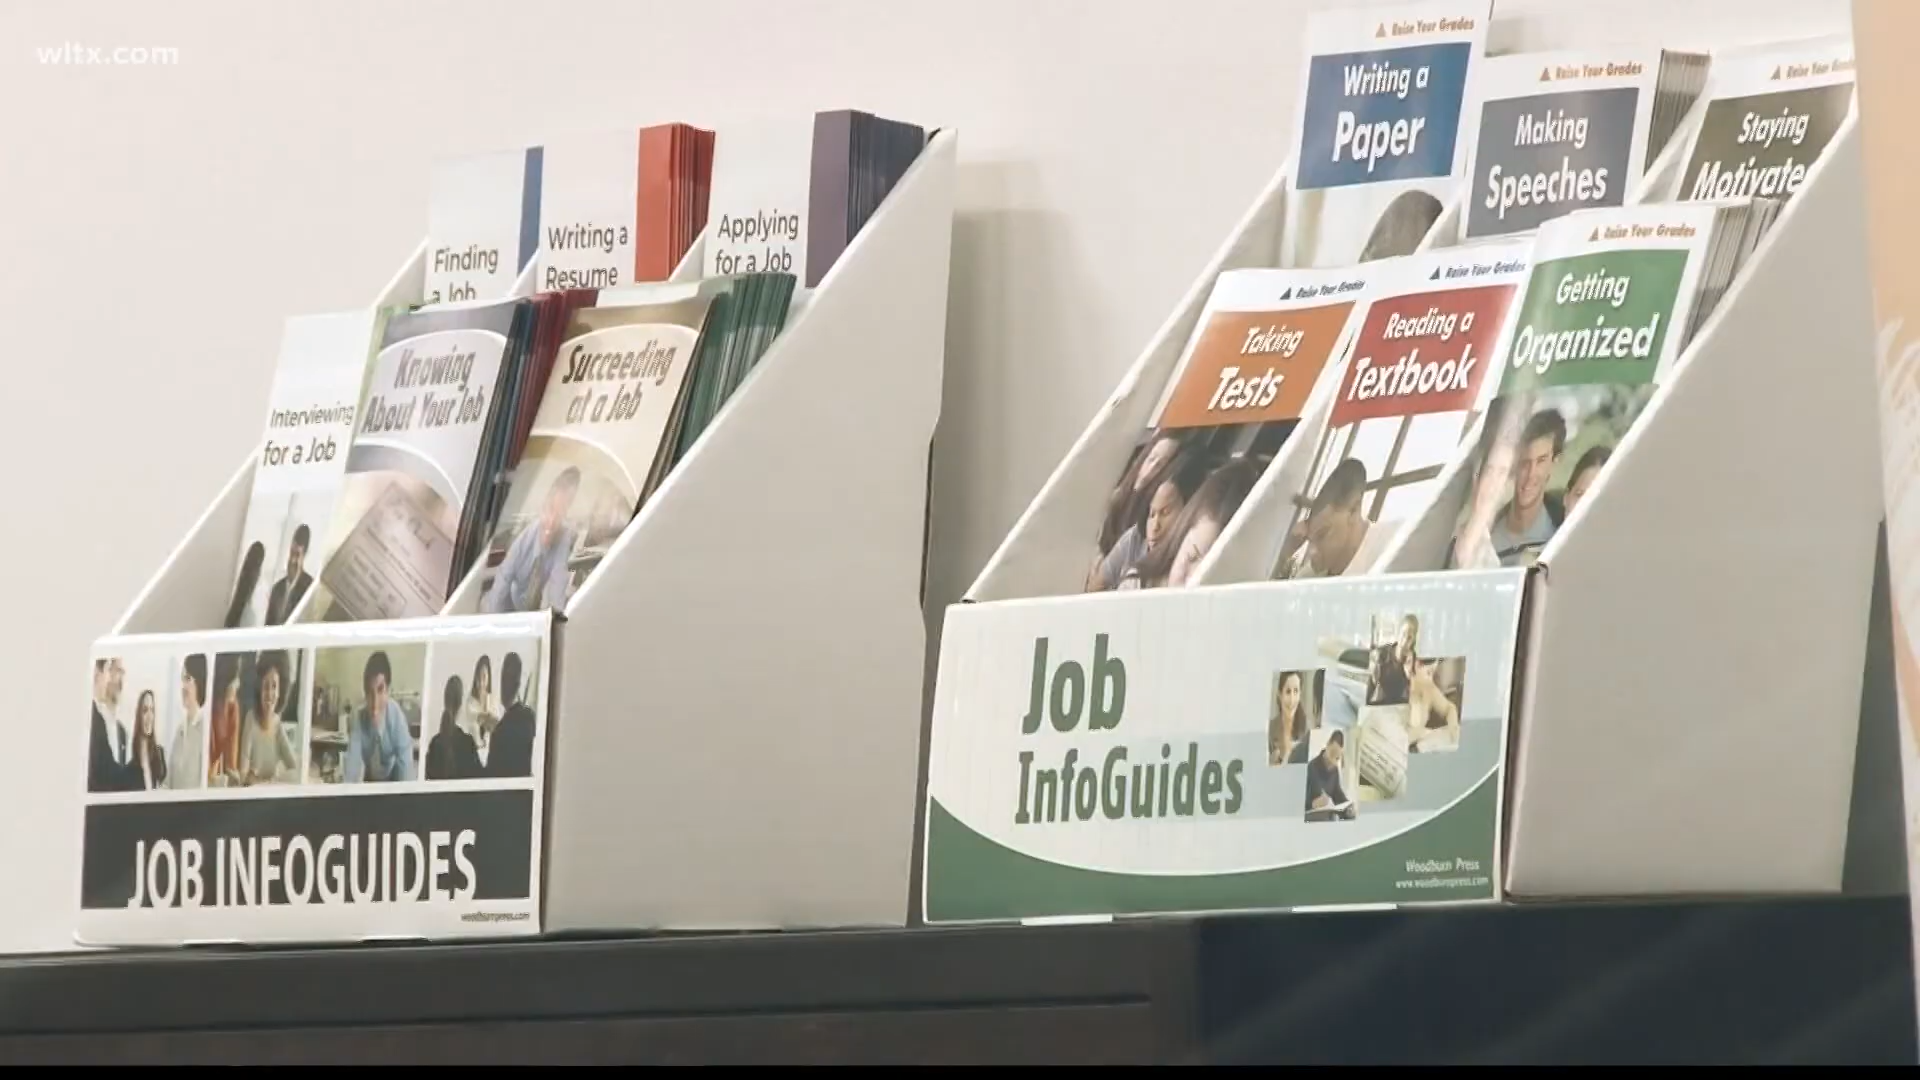 wltx.com
Finding
a Job
Writing a
Resume
Applying
for a Job
Interviewing
for a Job
Knowing
About Your Job
Succeeding
at a Job
JOB INFOGUIDES
woodburnpress.com
Raise Your Grades
Writing a
Paper
Raise Your Grades
Making
Speeches
Raise Your Grades
Staying
Motivated
Raise Your Grades
Taking
Tests
Raise Your Grades
Reading a
Textbook
Raise Your Grades
Getting
Organized
Job
InfoGuides
Woodburn Press
www.woodburnpress.com